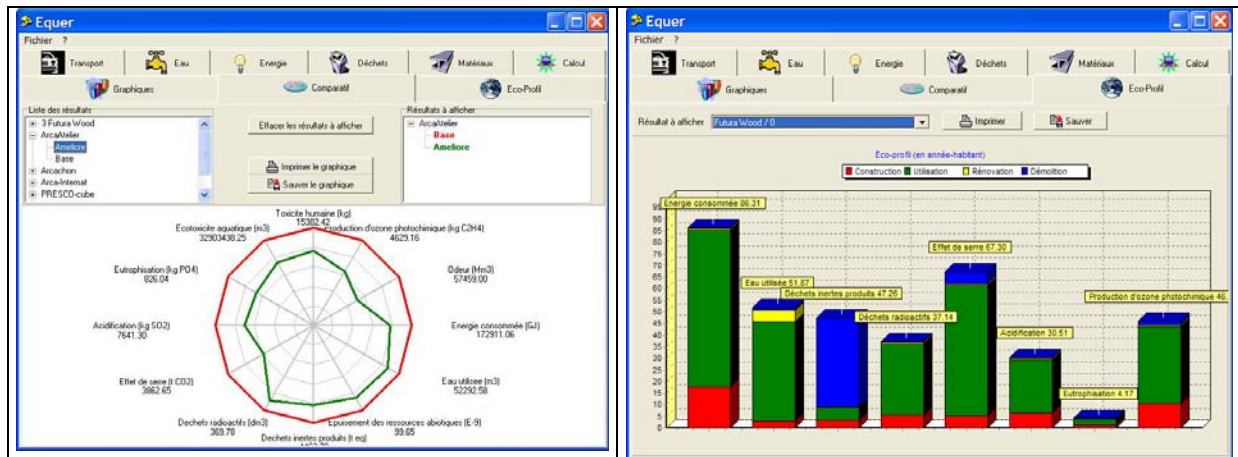 Equer
Fichier ?
Transport Eau Energie Déchets Matériaux Calcul
Graphiques Comparatif Eco-Profil
Liste des résultats
3 Futura Wood
ArcaAtelier
Ameliore
Base
Arcachon
Arca-Internat
PRESCO-cube
Effacer les résultats à afficher
Imprimer le graphique
Sauver le graphique
Résultats à afficher
ArcaAtelier
Base
Ameliore
Toxicite humaine (kg)
15382.42
Production d'ozone photochimique (kg C2H4)
4629.16
Odeur (Mm3)
57459.00
Energie consommée (GJ)
172911.06
Eau utilisee (m3)
52292.58
Epuisement des ressources abiotiques (E-9)
99.65
Dechets inertes produits (t eq)
Dechets radioactifs (dm3)
369.70
Effet de serre (t CO2)
3862.65
Acidification (kg SO2)
7641.30
Eutrophisation (kg PO4)
826.04
Ecotoxicite aquatique (m3)
32903438.25
Equer
Fichier ?
Transport Eau Energie Déchets Matériaux Calcul
Graphiques Comparatif Eco-Profil
Résultat à afficher Futura Wood / 0 Imprimer Sauver
Eco-profil (en année-habitant)
Construction Utilisation Rénovation Démolition
95
90
85
80
75
70
65
60
55
50
45
40
35
30
25
20
15
10
5
0
Energie consommée 86.31
Eau utilisée 51.87
Déchets inertes produits 47.26
Déchets radioactifs 37.14
Effet de serre 67.30
Acidification 30.51
Eutrophisation 4.17
Production d'ozone photochimique 46.